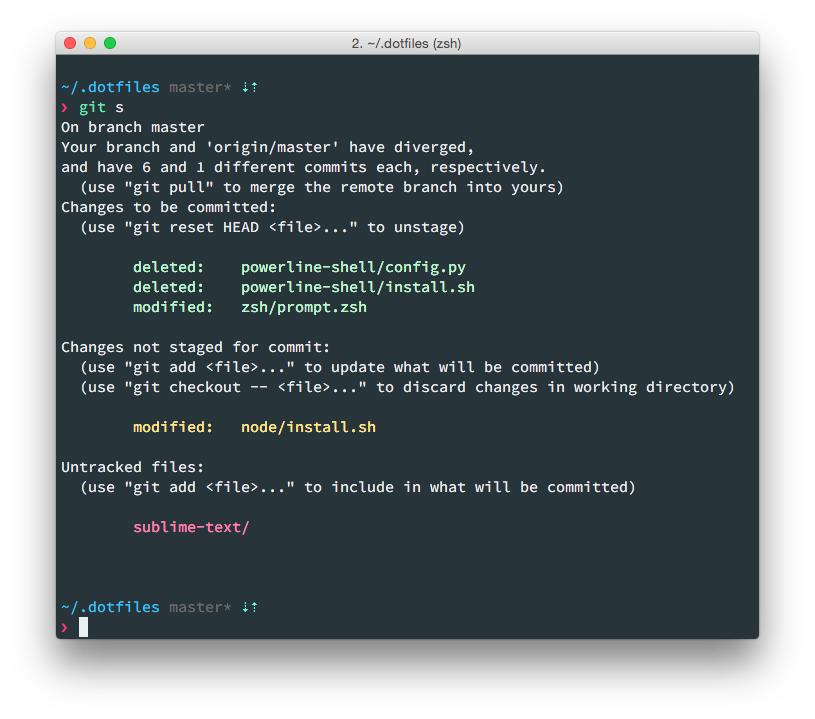 2. ~/.dotfiles (zsh)
~/.dotfiles master* ⇣⇡
❯ git s
On branch master
Your branch and 'origin/master' have diverged,
and have 6 and 1 different commits each, respectively.
  (use "git pull" to merge the remote branch into yours)
Changes to be committed:
  (use "git reset HEAD <file>..." to unstage)
        deleted:    powerline-shell/config.py
        deleted:    powerline-shell/install.sh
        modified:   zsh/prompt.zsh
Changes not staged for commit:
  (use "git add <file>..." to update what will be committed)
  (use "git checkout -- <file>..." to discard changes in working directory)
        modified:   node/install.sh
Untracked files:
  (use "git add <file>..." to include in what will be committed)
        sublime-text/
~/.dotfiles master* ⇣⇡
❯